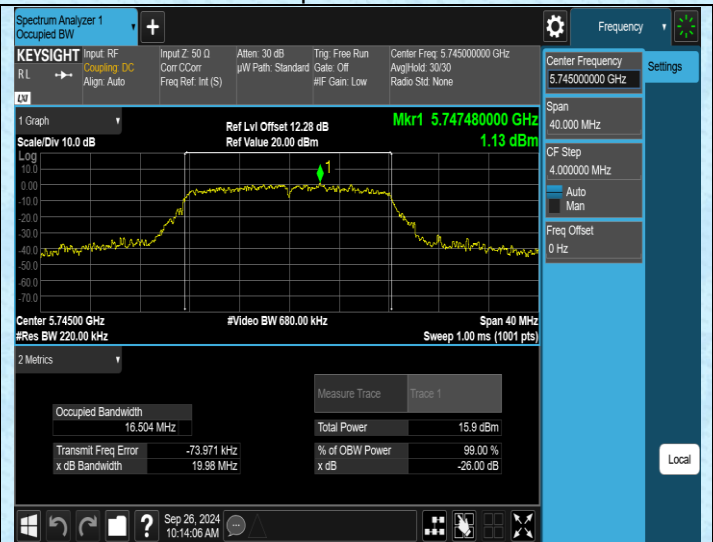 Spectrum Analyzer 1
Occupied BW
+
Frequency
KEYSIGHT
RL
LXI
Input: RF
Coupling: DC
Align: Auto
Input Z: 50 Ω
Corr CCorr
Freq Ref: Int (S)
Atten: 30 dB
µW Path: Standard
Trig: Free Run
Gate: Off
#IF Gain: Low
Center Freq: 5.745000000 GHz
Avg|Hold: 30/30
Radio Std: None
Center Frequency
5.745000000 GHz
Settings
Span
40.000 MHz
CF Step
4.000000 MHz
Auto
Man
Freq Offset
0 Hz
Local
1 Graph
Scale/Div 10.0 dB
Ref Lvl Offset 12.28 dB
Ref Value 20.00 dBm
Mkr1 5.747480000 GHz
1.13 dBm
Log
10.0
0.00
-10.0
-20.0
-30.0
-40.0
-50.0
-60.0
-70.0
1
Center 5.74500 GHz
#Res BW 220.00 kHz
#Video BW 680.00 kHz
Span 40 MHz
Sweep 1.00 ms (1001 pts)
2 Metrics
Measure Trace Trace 1
Occupied Bandwidth
16.504 MHz
Total Power 15.9 dBm
Transmit Freq Error -73.971 kHz
% of OBW Power 99.00 %
x dB Bandwidth 19.98 MHz
x dB -26.00 dB
?
Sep 26, 2024
10:14:06 AM